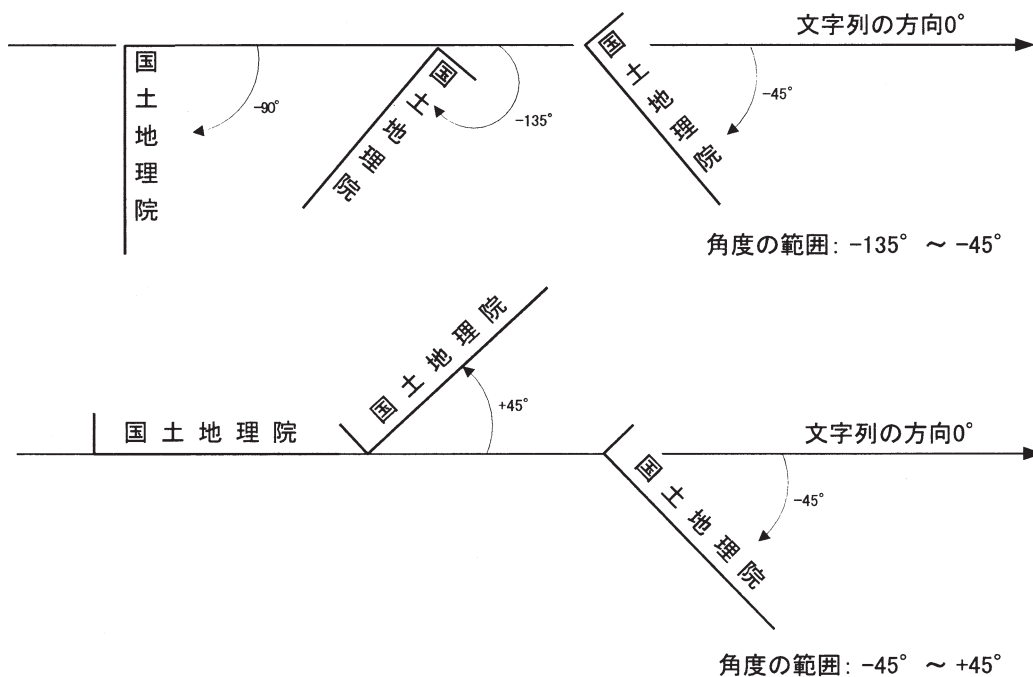 文字列の方向0°
国土地理院
-90°
国土地理院
-135°
国土地理院
-45°
角度の範囲: -135° ～ -45°
国土地理院
国土地理院
+45°
文字列の方向0°
国土地理院
-45°
角度の範囲: -45° ～ +45°